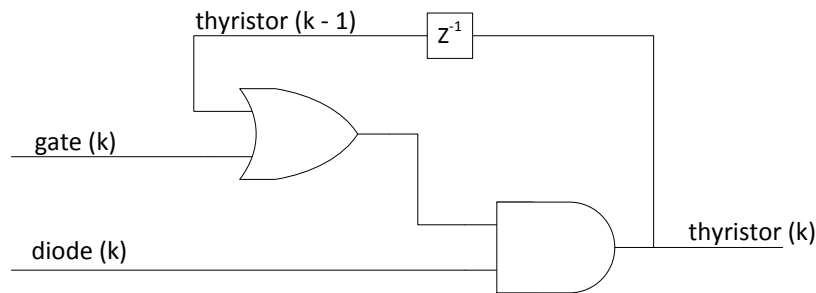 thyristor (k - 1)
Z-1
gate (k)
thyristor (k)
diode (k)